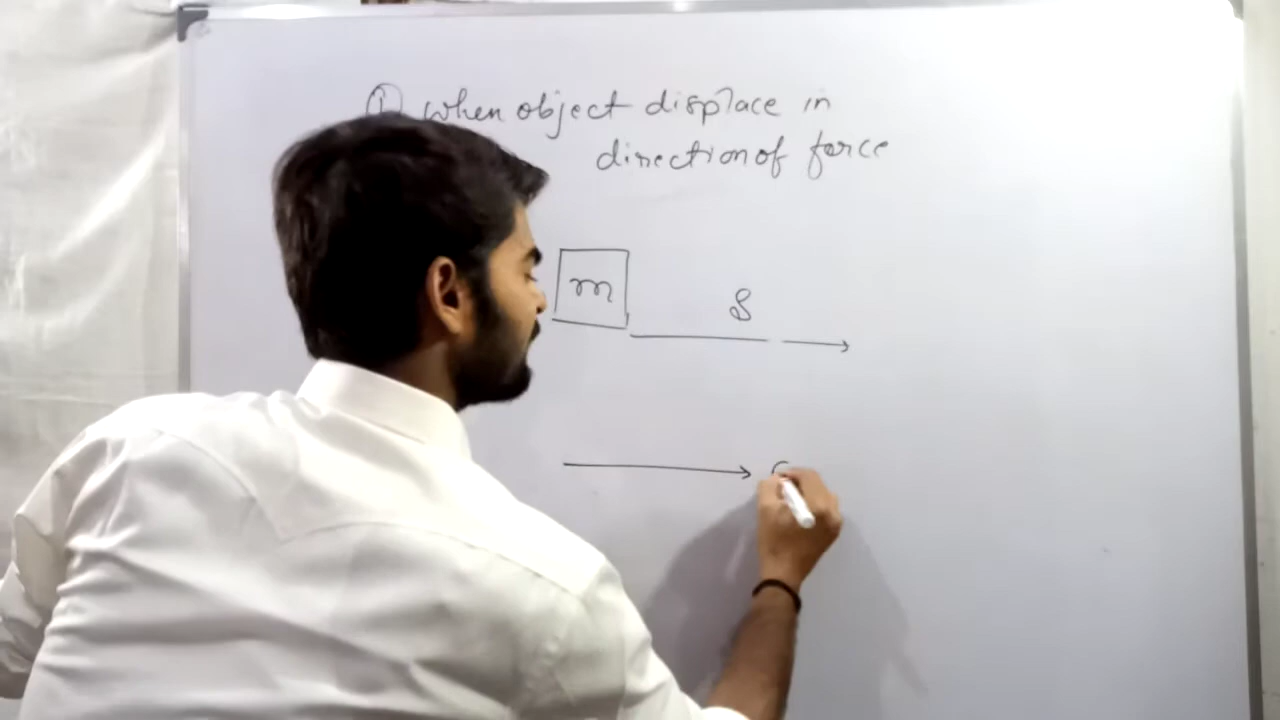 ① when object displace in
direction of force
m
S